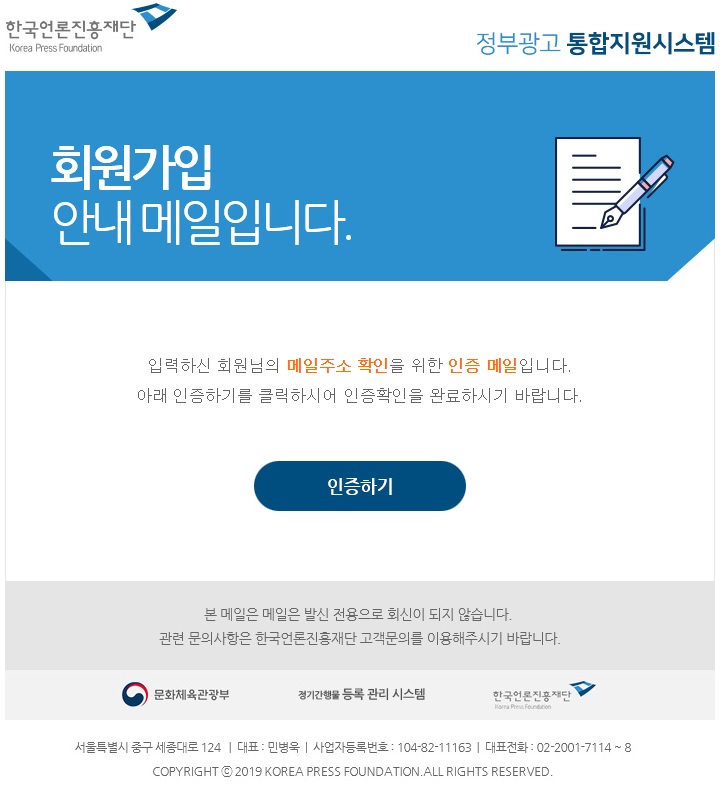 한국언론진흥재단
Korea Press Foundation
정부광고 통합지원시스템
회원가입
안내 메일입니다.
입력하신 회원님의 메일주소 확인을 위한 인증 메일입니다.
아래 인증하기를 클릭하시어 인증확인을 완료하시기 바랍니다.
인증하기
본 메일은 메일은 발신 전용으로 회신이 되지 않습니다.
관련 문의사항은 한국언론진흥재단 고객문의를 이용해주시기 바랍니다.
문화체육관광부
정기간행물 등록 관리 시스템
한국언론진흥재단
Korea Press Foundation
서울특별시 중구 세종대로 124 | 대표 : 민병욱 | 사업자등록번호 : 104-82-11163 | 대표전화 : 02-2001-7114 ~ 8
COPYRIGHT ⓒ 2019 KOREA PRESS FOUNDATION.ALL RIGHTS RESERVED.